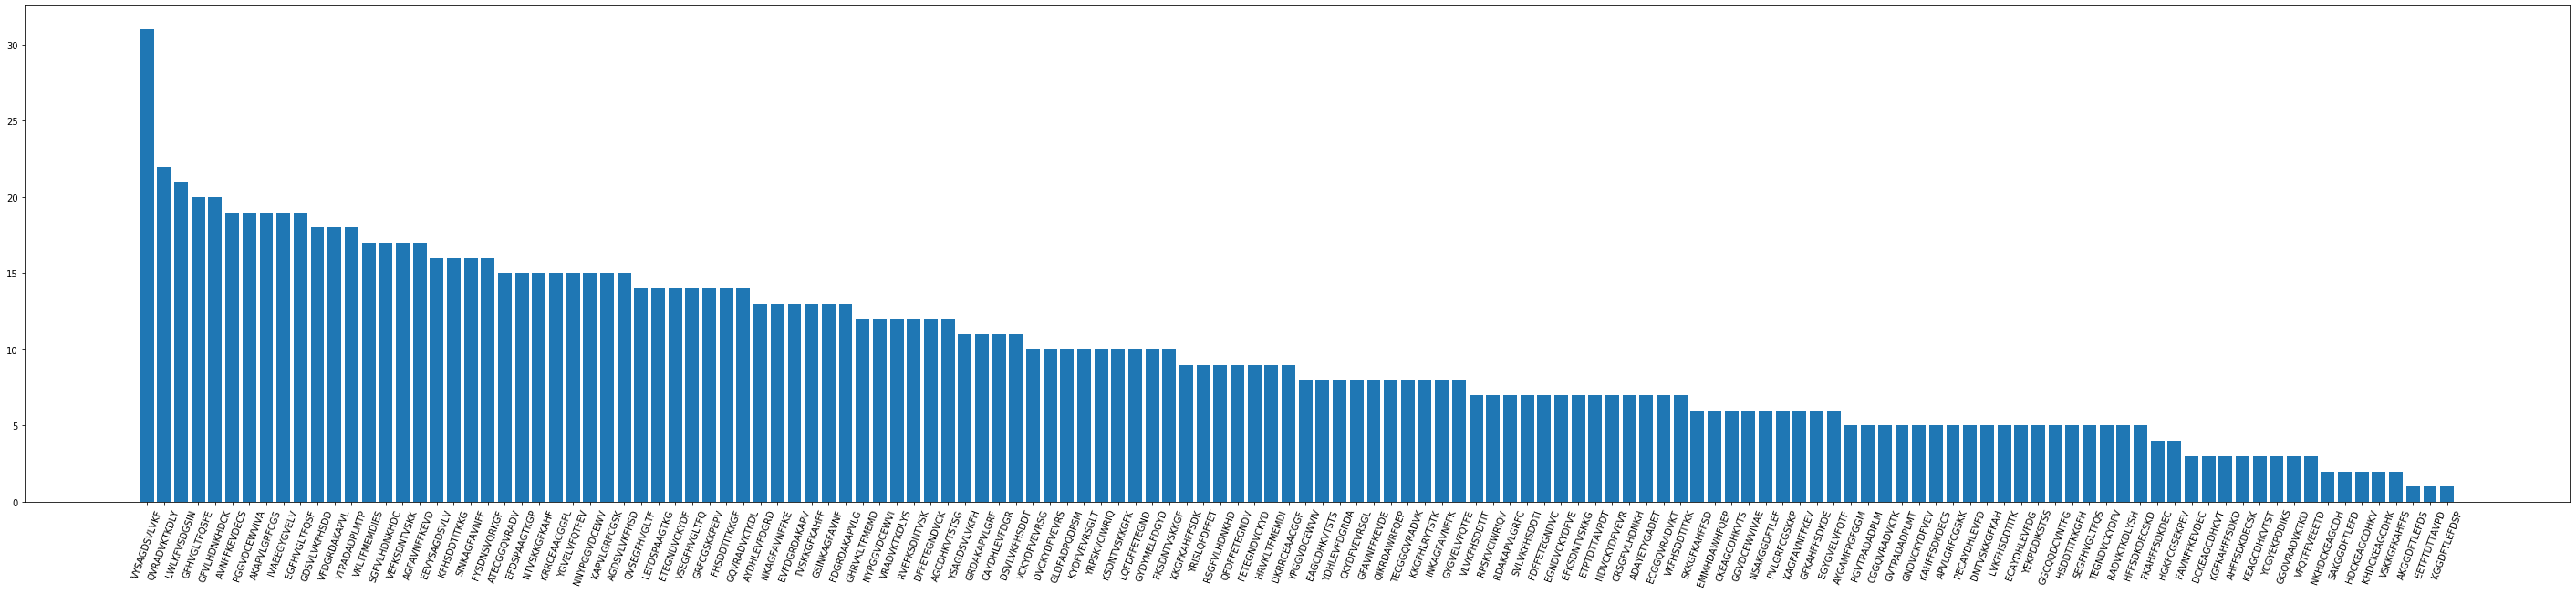 30
25
20
15
10
5
0
VYSAGDSVLVKF
QVRADVKTKDLY
LWLKFVSDGSIN
GFHVGLTFQSFE
GFVLHDNKHDCK
AVNFFKEVDECS
PGGVDCEWVIVA
AKAPVLGRFCGS
IVAEEGYGVELV
EGFHVGLTFQSF
GDSVLVKFHSDD
VFDGRDAKAPVL
VTPADADPLMTP
VKLTFMEMDIES
SGFVLHDNKHDC
VEFKSDNTVSKK
AGFAVNFFKEVD
EEVYSAGDSVLV
KFHSDDTITKKG
SINKAGFAVNFF
FYSDNSVQRKGF
ATECGGQVRADV
EFDSPAAGTKGP
NTVSKKGFKAHF
KRRCEAACGGFL
YGVELVFQTFEV
NNYPGGVDCEWV
KAPVLGRFCGSK
AGDSVLVKFHSD
QVSEGFHVGLTF
LEFDSPAAGTKG
ETEGNDVCKYDF
VSEGFHVGLTFQ
GRFCGSKKPEPV
FHSDDTITKKGF
GQVRADVKTKDL
AYDHLEVFDGRD
NKAGFAVNFFKE
EVFDGRDAKAPV
TVSKKGFKAHFF
GSINKAGFAVNF
FDGRDAKAPVLG
GHRVKLTFMEMD
NYPGGVDCEWVI
VRADVKTKDLYS
RVEFKSDNTVSK
DFFETEGNDVCK
AGCDHKVTSTSG
YSAGDSVLVKFH
GRDAKAPVLGRF
CAYDHLEVFDGR
DSVLVKFHSDDT
VCKYDFVEVRSG
DVCKYDFVEVRS
GLDFADPQDPSM
KYDFVEVRSGLT
YRPSKVCIWRIQ
KSDNTVSKKGFK
LQFDFFETEGND
GYDYMELFDGYD
FKSDNTVSKKGF
KKGFKAHFFSDK
YRISLQFDFFET
RSGFVLHDNKHD
QFDFFETEGNDV
FETEGNDVCKYD
HRVKLTFMEMDI
DKRRCEAACGGF
YPGGVDCEWVIV
EAGCDHKVTSTS
YDHLEVFDGRDA
CKYDFVEVRSGL
GFAVNFFKEVDE
QKRDAWRFQEP
TECGGQVRADVK
KKGFHLRYTSTK
INKAGFAVNFFK
GYGVELVFQTFE
VLVKFHSDDTIT
RPSKVCIWRIQV
RDAKAPVLGRFC
SVLVKFHSDDTI
FDFFETEGNDVC
EGNDVCKYDFVE
EFKSDNTVSKKG
ETPTDTTAVPDT
NDVCKYDFVEVR
CRSGFVLHDNKH
ADAYETYGADET
ECGGQVRADVKT
VKFHSDDTITKK
SKKGFKAHFFSD
EMMHDAWHFQEP
CKEAGCDHKVTS
GGVDCEWVIVAE
NSAKGGDFTLEF
PVLGRFCGSKKP
KAGFAVNFFKEV
GFKAHFFSDKDE
EGYGVELVFQTF
AYGAMFPGFGGM
PGVTPADADPLM
CGGQVRADVKTK
GVTPADADPLMT
GNDVCKYDFVEV
KAHFFSDKDECS
APVLGRFCGSKK
PECAYDHLEVFD
DNTVSKKGFKAH
LVKFHSDDTITK
ECAYDHLEVFDG
YEKPDDIKSTSS
GGCQQDCVNTFG
HSDDTITKKGFH
SEGFHVGLTFQS
TEGNDVCKYDFV
RADVKTKDLYSH
HFFSDKDECSKD
FKAHFFSDKDEC
HGKFCGSEKPEV
FAVNFFKEVDEC
DCKEAGCDHKVT
KGFKAHFFSDKD
AHFFSDKDECSK
KEAGCDHKVTST
YCGYEKPDDIKS
GGQVRADVKTKD
VFQTFEVEEETD
NKHDCKEAGCDH
SAKGGDFTLEFD
HDCKEAGCDHKV
KHDCKEAGCDHK
VSKKGFKAHFFS
AKGGDFTLEFDS
EETPTDTTAVPD
KGGDFTLEFDSP